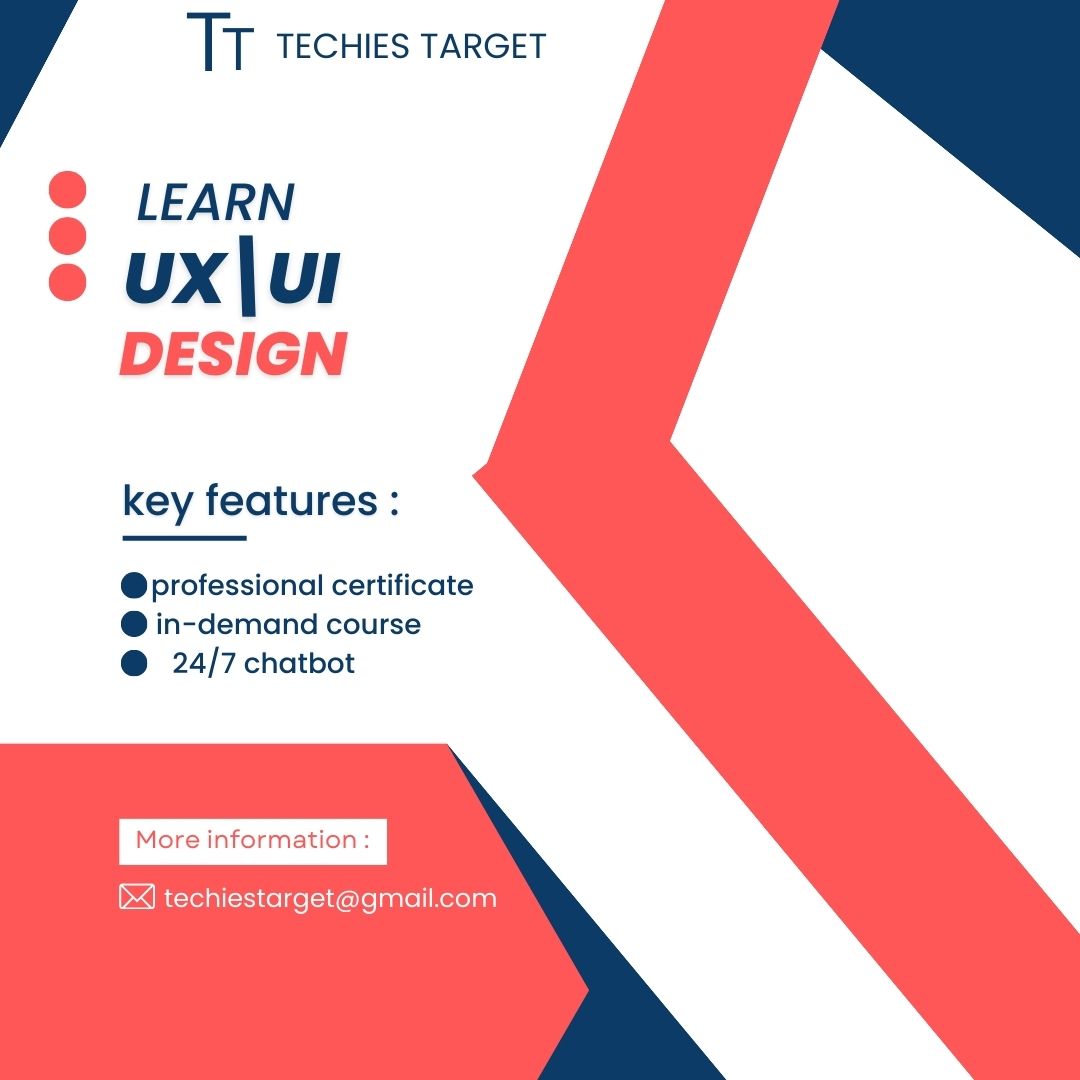 TT TECHIES TARGET
LEARN
UX\UI
DESIGN
key features :
professional certificate
in-demand course
24/7 chatbot
More information :
techiestarget@gmail.com